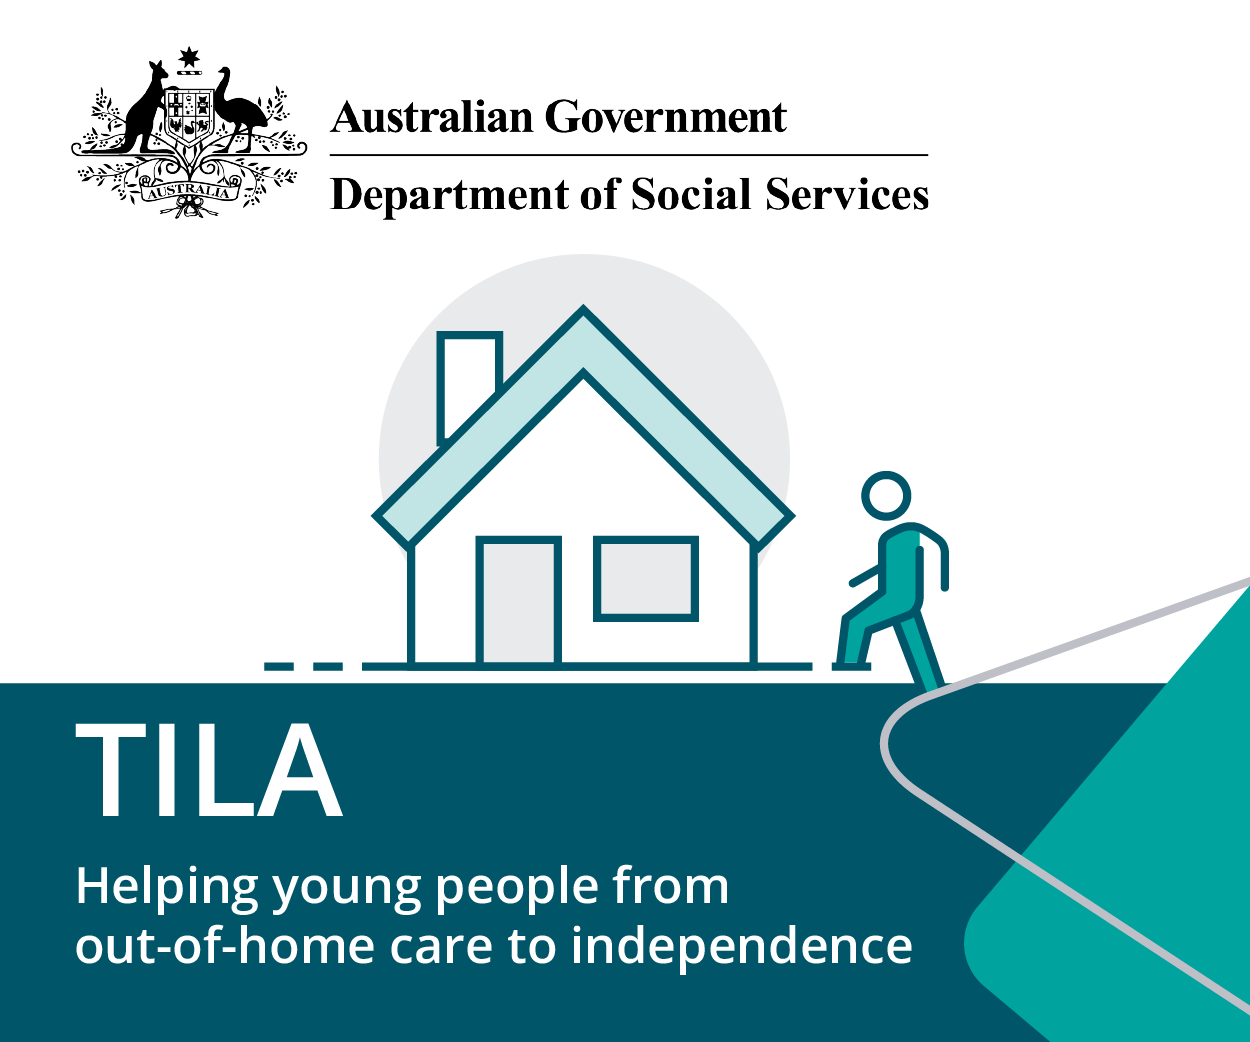 AUSTRALIA
Australian Government
Department of Social Services
TILA
Helping young people from
out-of-home care to independence